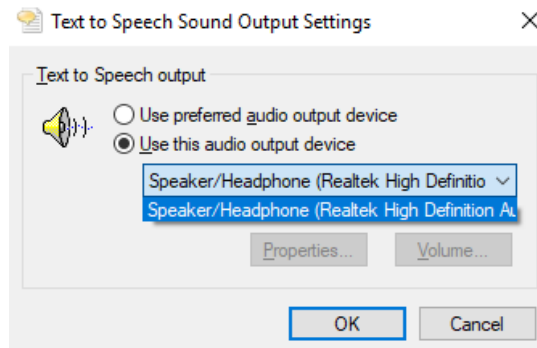 Text to Speech Sound Output Settings
Text to Speech output
Use preferred audio output device
Use this audio output device
Speaker/Headphone (Realtek High Definitio
Speaker/Headphone (Realtek High Definition Au
Properties... Volume...
OK Cancel